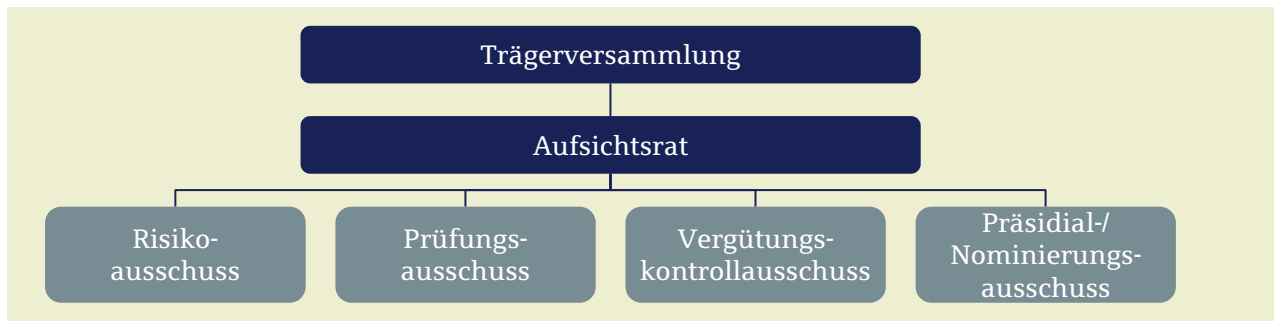 Trägerversammlung
Aufsichtsrat
Risiko-
ausschuss
Prüfungs-
ausschuss
Vergütungs-
kontrollausschuss
Präsidial-/
Nominierungs-
ausschuss